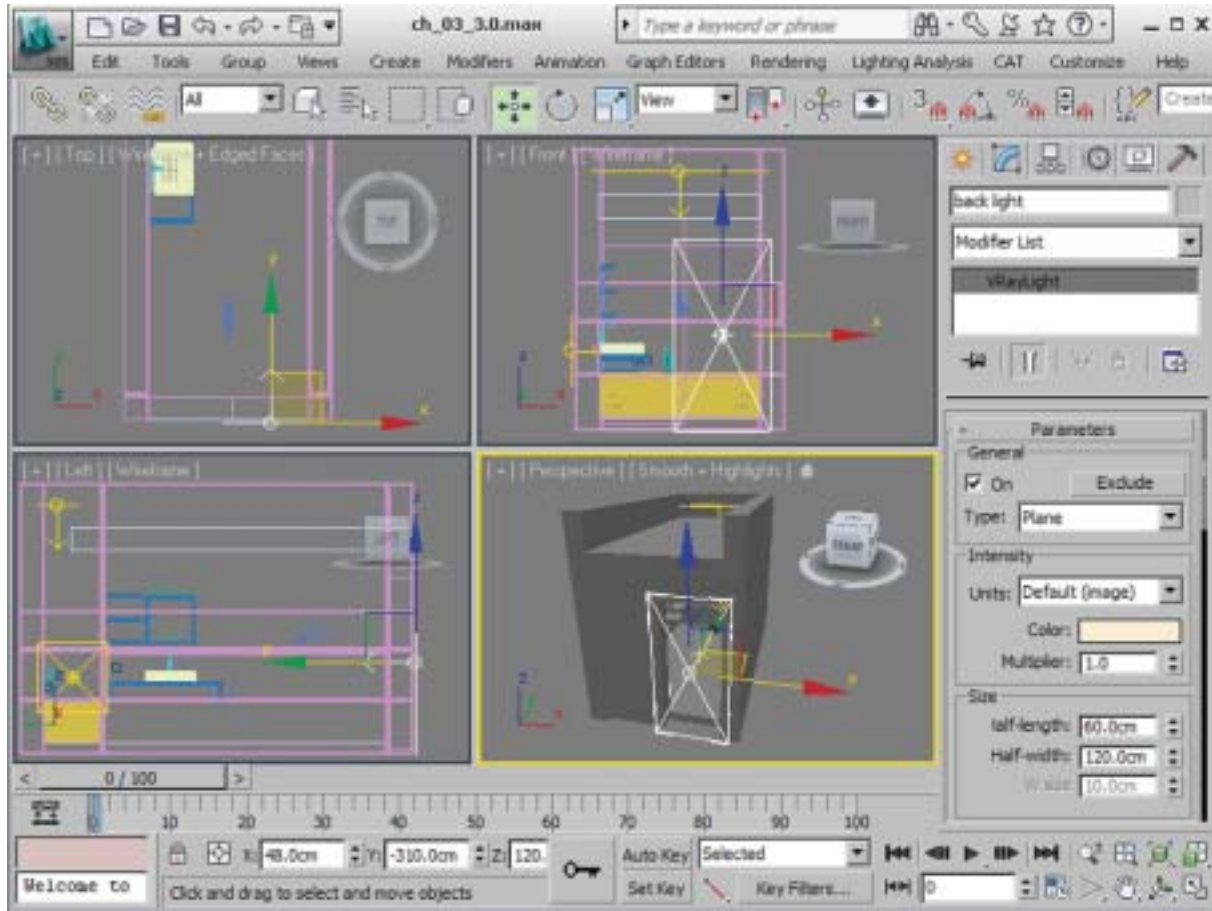 ch_03_3.0.max
Type a keyword or phrase
Edit Tools Group Views Create Modifiers Animation Graph Editors Rendering Lighting Analysis CAT Customize Help
All
View
3
%
Create
[ + ] [ Top ] [ Wireframe + Edged Faces ]
TOP
x
[ + ] [ Front ] [ Wireframe ]
FRONT
z
x
[ + ] [ Left ] [ Wireframe ]
[ + ] [ Perspective ] [ Smooth + Highlights ]
z
x
back light
Modifier List
VRayLight
- Parameters
General
On
Exclude
Type: Plane
Intensity
Units: Default (image)
Color:
Multiplier: 1.0
Size
Half-length: 60.0cm
Half-width: 120.0cm
W size 10.0cm
< 0 / 100 >
0 10 20 30 40 50 60 70 80 90 100
X: 48.0cm Y: -310.0cm Z: 120.
Auto Key Selected
Welcome to
Click and drag to select and move objects
Set Key Key Filters...
0